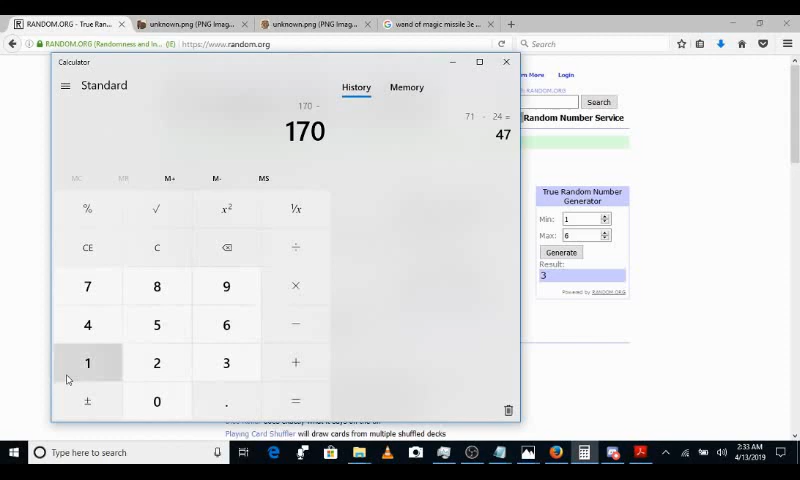 RANDOM.ORG - True Ran...
unknown.png (PNG Imag...
unknown.png (PNG Imag...
wand of magic missile 3e ...
RANDOM.ORG (Randomness and In...
(IE)
https://www.random.org
Search
Calculator
Standard
History
Memory
170 -
170
71 - 24 =
47
MC
MR
M+
M-
MS
%
√
x²
¹/x
CE
C
÷
7
8
9
×
4
5
6
−
1
2
3
+
±
0
.
=
Login
Search
Random Number Service
True Random Number
Generator
Min: 1
Max: 6
Generate
Result:
3
Powered by RANDOM.ORG
Playing Card Shuffler will draw cards from multiple shuffled decks
Type here to search
2:33 AM
4/13/2019